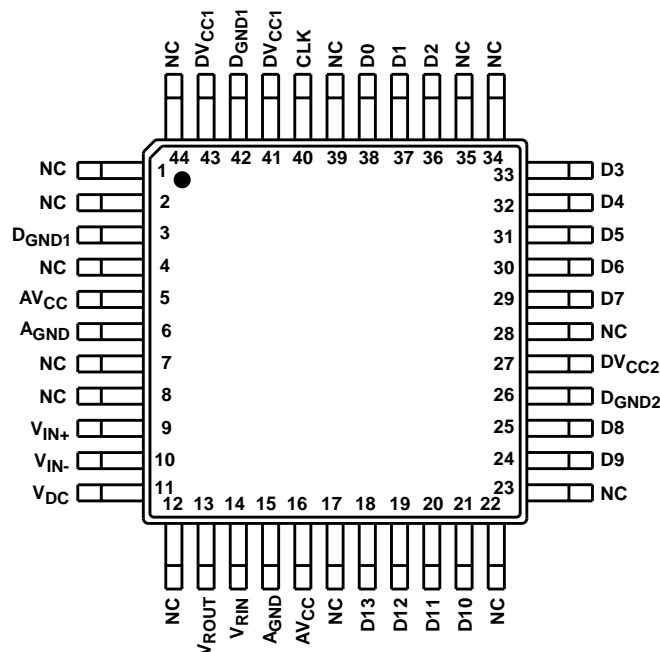 NC DVCC1 DGND1 DVCC1 CLK NC D0 D1 D2 NC NC
44 43 42 41 40 39 38 37 36 35 34
NC 1 33 D3
NC 2 32 D4
DGND1 3 31 D5
NC 4 30 D6
AVCC 5 29 D7
AGND 6 28 NC
NC 7 27 DVCC2
NC 8 26 DGND2
VIN+ 9 25 D8
VIN- 10 24 D9
VDC 11 23 NC
12 13 14 15 16 17 18 19 20 21 22
NC VROUT VRIN AGND AVCC NC D13 D12 D11 D10 NC